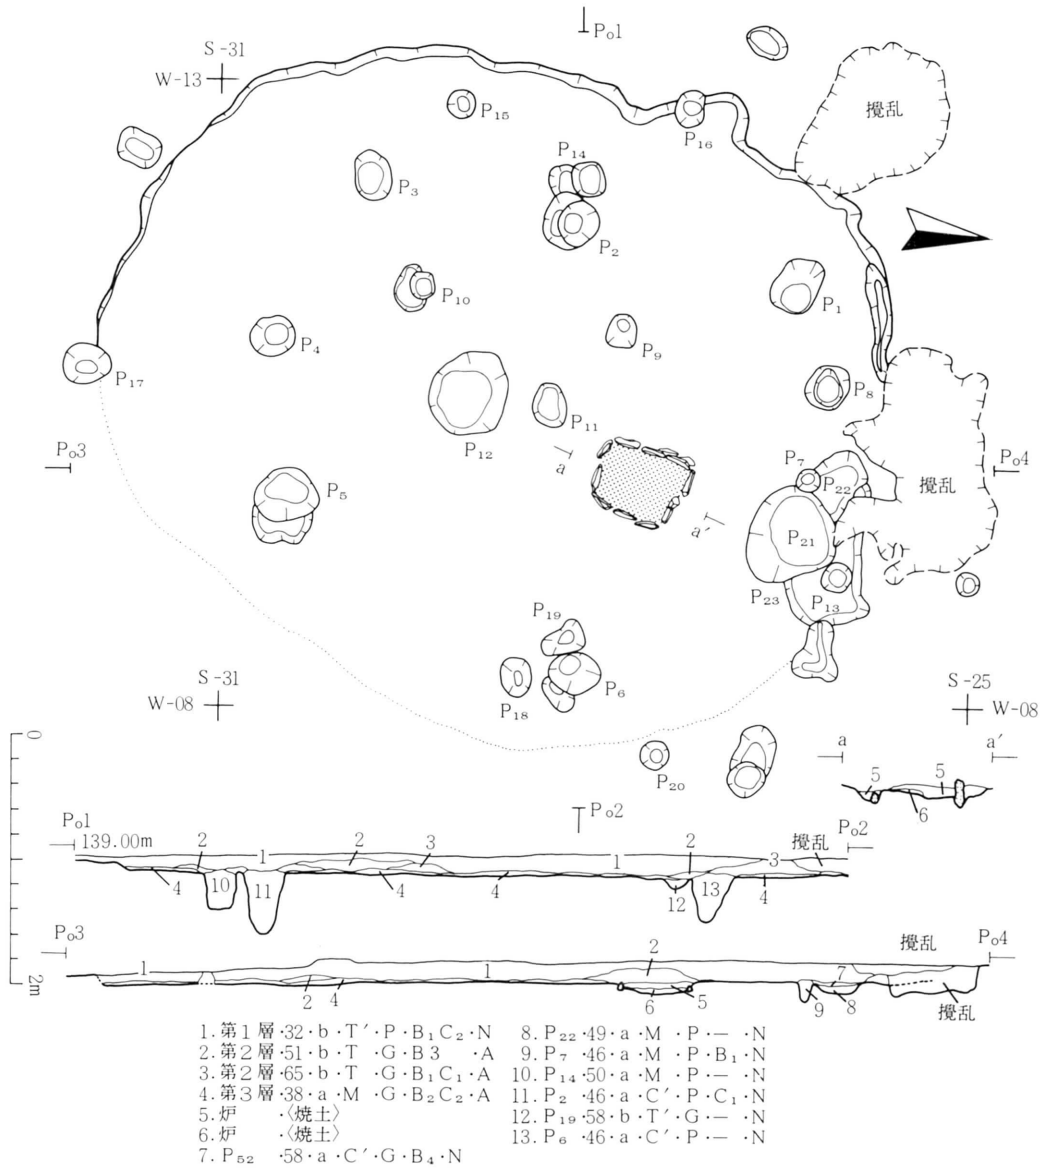 Po1
S-31
W-13
攪乱
P15
P16
P14
P3
P2
P10
P1
P4
P9
P17
P8
P11
P12
Po3
a
P7
Po4
P22
攪乱
P5
a′
P21
P23
P13
P19
P18
P6
S-31
W-08
S-25
W-08
P20
a
a′
5
5
6
0
Po2
Po1
139.00m
2
1
2
3
1
2
3
攪乱
Po2
4
10
11
4
4
12
13
4
Po3
1
1
2
7
攪乱
Po4
2m
2
4
6
5
9
8
攪乱
1. 第1層·32·b·T′·P·B₁C₂·N
2. 第2層·51·b·T ·G·B3 ·A
3. 第2層·65·b·T ·G·B₁C₁·A
4. 第3層·38·a·M ·G·B₂C₂·A
5. 炉 ·〈焼土〉
6. 炉 ·〈焼土〉
7. P₅₂ ·58·a·C′·G·B₄·N
8. P₂₂·49·a·M ·P·— ·N
9. P₇ ·46·a·M ·P·B₁·N
10. P₁₄·50·a·M ·P·— ·N
11. P₂ ·46·a·C′·P·C₁·N
12. P₁₉·58·b·T′·G·— ·N
13. P₆ ·46·a·C′·P·— ·N